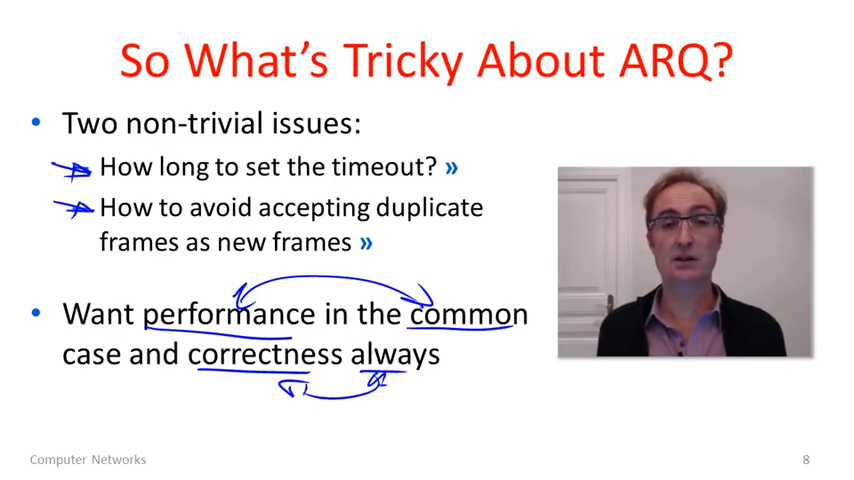 So What's Tricky About ARQ?
• Two non-trivial issues:
How long to set the timeout? »
How to avoid accepting duplicate
frames as new frames »
• Want performance in the common
case and correctness always
Computer Networks
8